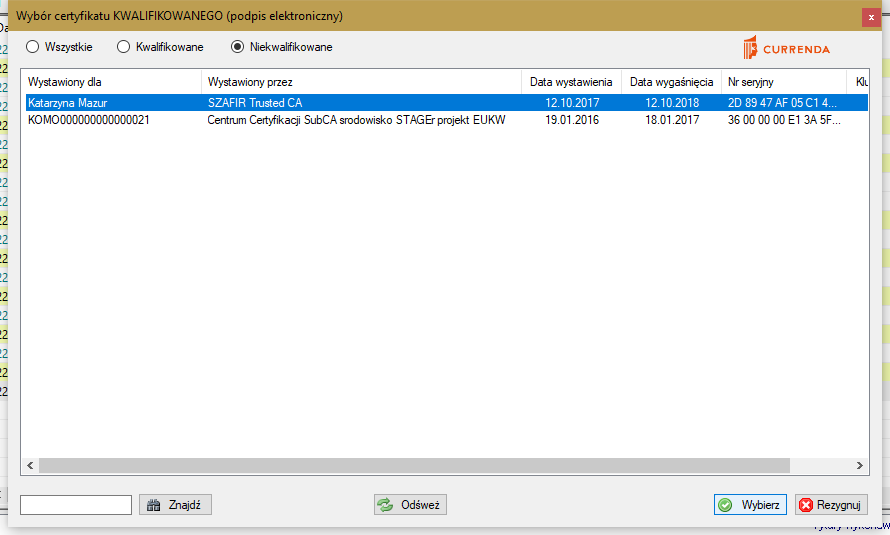 Wybór certyfikatu KWALIFIKOWANEGO (podpis elektroniczny)
Wszystkie Kwalifikowane Niekwalifikowane
CURRENDA
Wystawiony dla Wystawiony przez Data wystawienia Data wygaśnięcia Nr seryjny Klu
Katarzyna Mazur SZAFIR Trusted CA 12.10.2017 12.10.2018 2D 89 47 AF 05 C1 4...
KOMO000000000000021 Centrum Certyfikacji SubCA srodowisko STAGEr projekt EUKW 19.01.2016 18.01.2017 36 00 00 00 E1 3A 5F...
Znajdź Odśwież Wybierz Rezygnuj